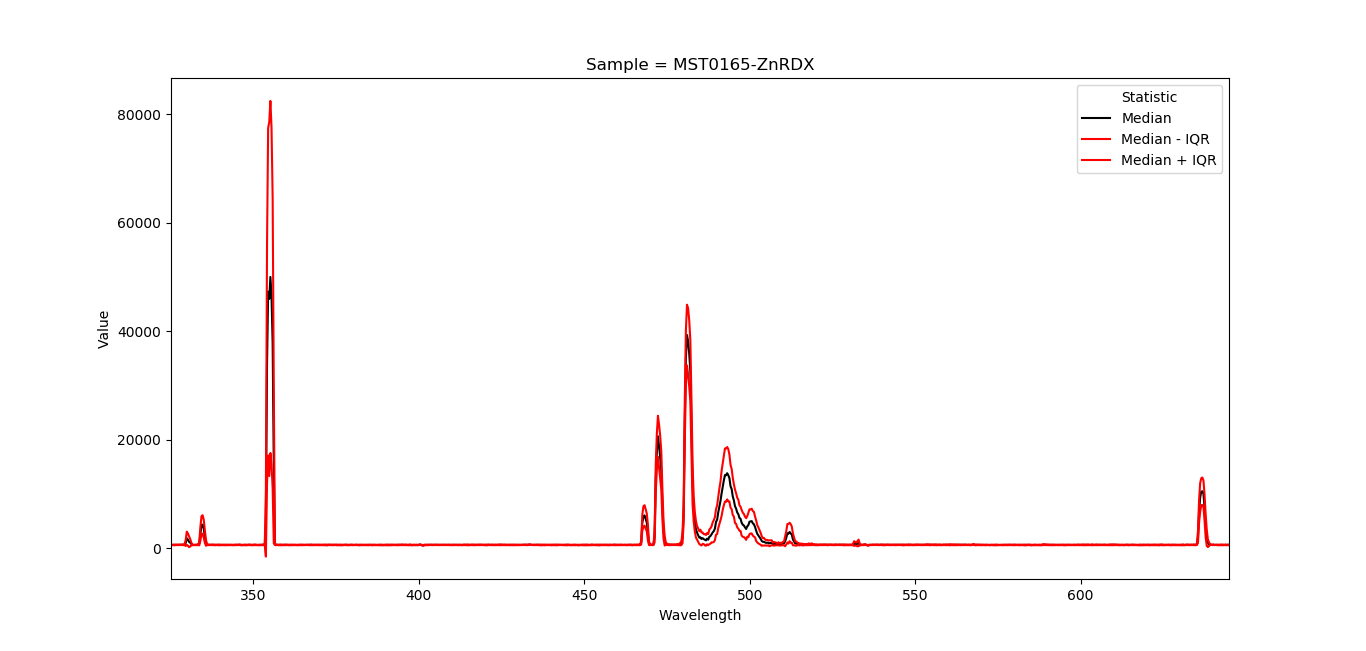 Sample = MST0165-ZnRDX
Statistic
Median
Median - IQR
Median + IQR
80000
60000
40000
20000
0
Value
350
400
450
500
550
600
Wavelength